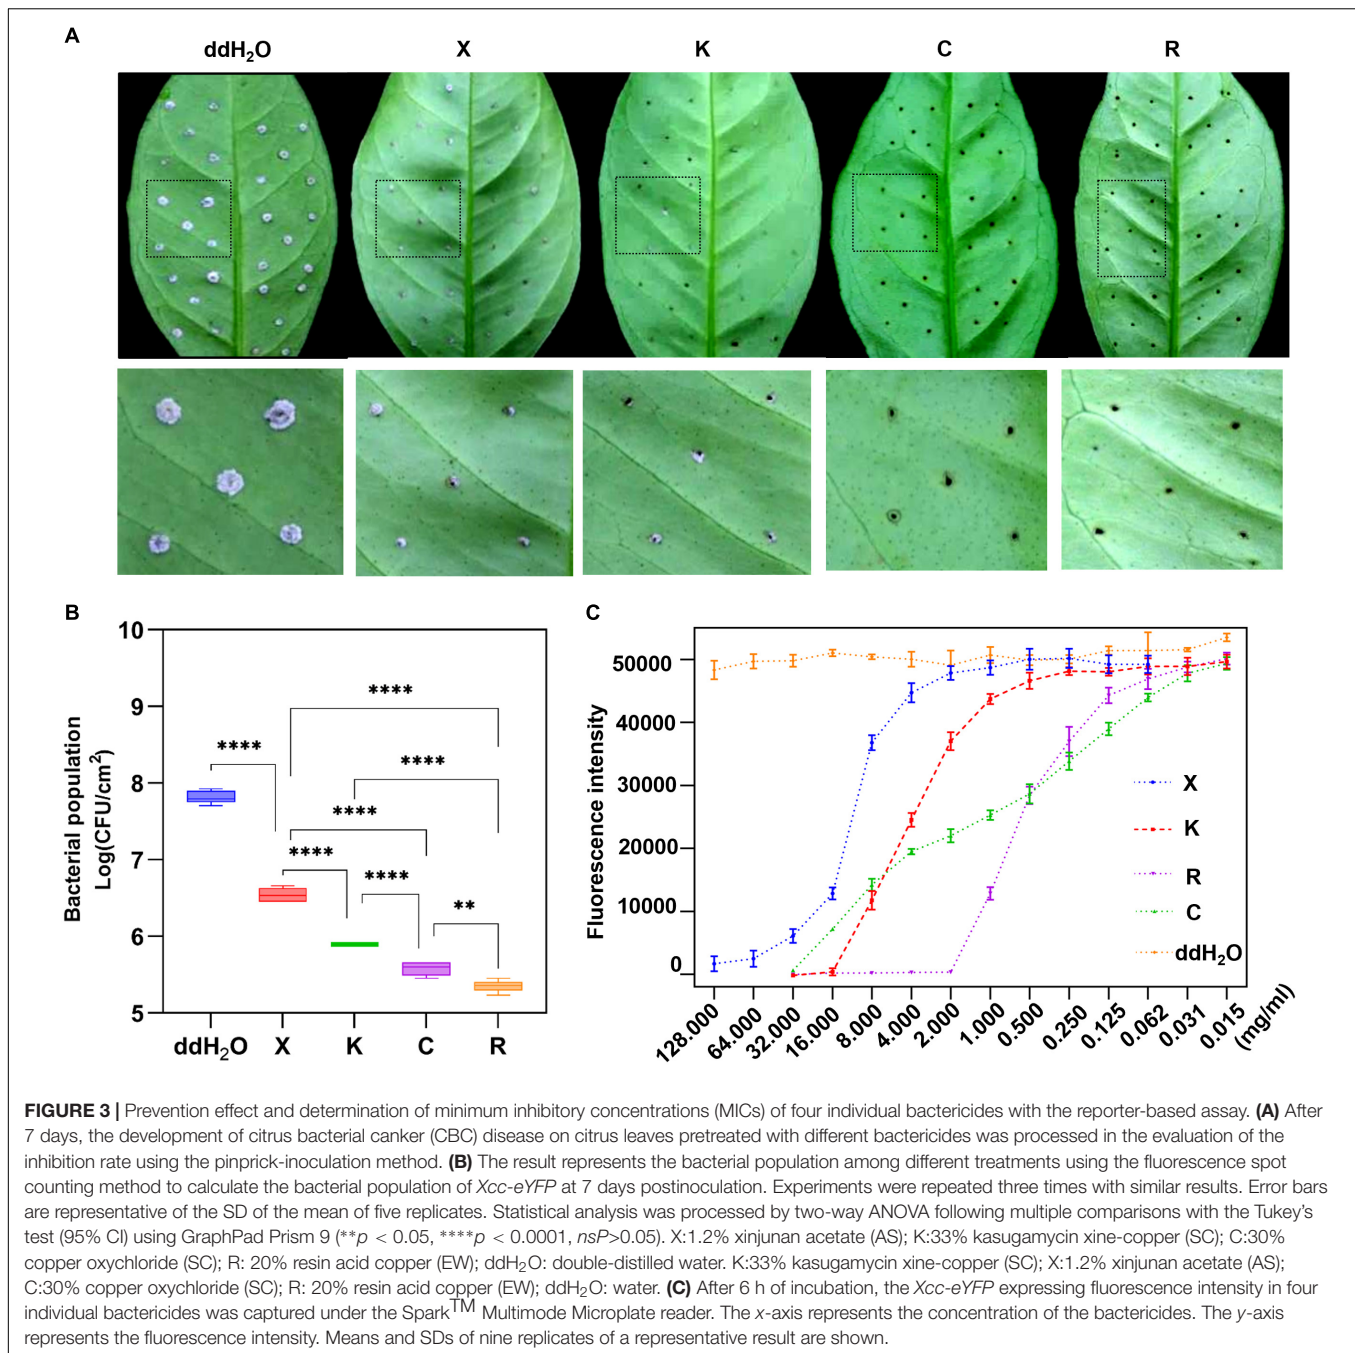 A
ddH2O X K C R
B
10
9
8
7
6
5
Bacterial population
Log(CFU/cm2)
****
****
****
****
****
****
**
ddH2O X K C R
C
50000
40000
30000
20000
10000
0
Fluorescence intensity
X
K
R
C
ddH2O
128.000 64.000 32.000 16.000 8.000 4.000 2.000 1.000 0.500 0.250 0.125 0.062 0.031 0.015 (mg/ml)
FIGURE 3 | Prevention effect and determination of minimum inhibitory concentrations (MICs) of four individual bactericides with the reporter-based assay. (A) After
7 days, the development of citrus bacterial canker (CBC) disease on citrus leaves pretreated with different bactericides was processed in the evaluation of the
inhibition rate using the pinprick-inoculation method. (B) The result represents the bacterial population among different treatments using the fluorescence spot
counting method to calculate the bacterial population of Xcc-eYFP at 7 days postinoculation. Experiments were repeated three times with similar results. Error bars
are representative of the SD of the mean of five replicates. Statistical analysis was processed by two-way ANOVA following multiple comparisons with the Tukey's
test (95% CI) using GraphPad Prism 9 (**p < 0.05, ****p < 0.0001, nsP>0.05). X:1.2% xinjunan acetate (AS); K:33% kasugamycin xine-copper (SC); C:30%
copper oxychloride (SC); R: 20% resin acid copper (EW); ddH2O: double-distilled water. K:33% kasugamycin xine-copper (SC); X:1.2% xinjunan acetate (AS);
C:30% copper oxychloride (SC); R: 20% resin acid copper (EW); ddH2O: water. (C) After 6 h of incubation, the Xcc-eYFP expressing fluorescence intensity in four
individual bactericides was captured under the Spark™ Multimode Microplate reader. The x-axis represents the concentration of the bactericides. The y-axis
represents the fluorescence intensity. Means and SDs of nine replicates of a representative result are shown.